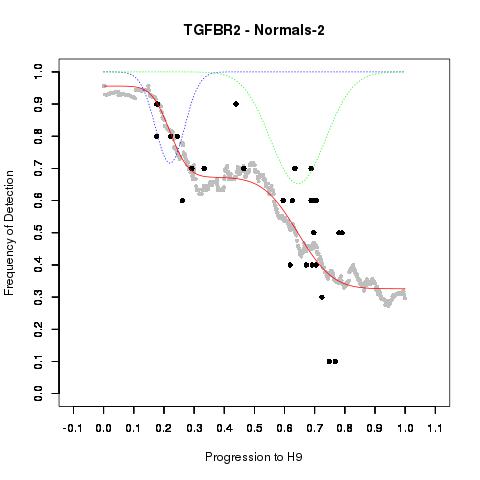 TGFBR2 - Normals-2
Frequency of Detection
1.0
0.9
0.8
0.7
0.6
0.5
0.4
0.3
0.2
0.1
0.0
-0.1 0.0 0.1 0.2 0.3 0.4 0.5 0.6 0.7 0.8 0.9 1.0 1.1
Progression to H9